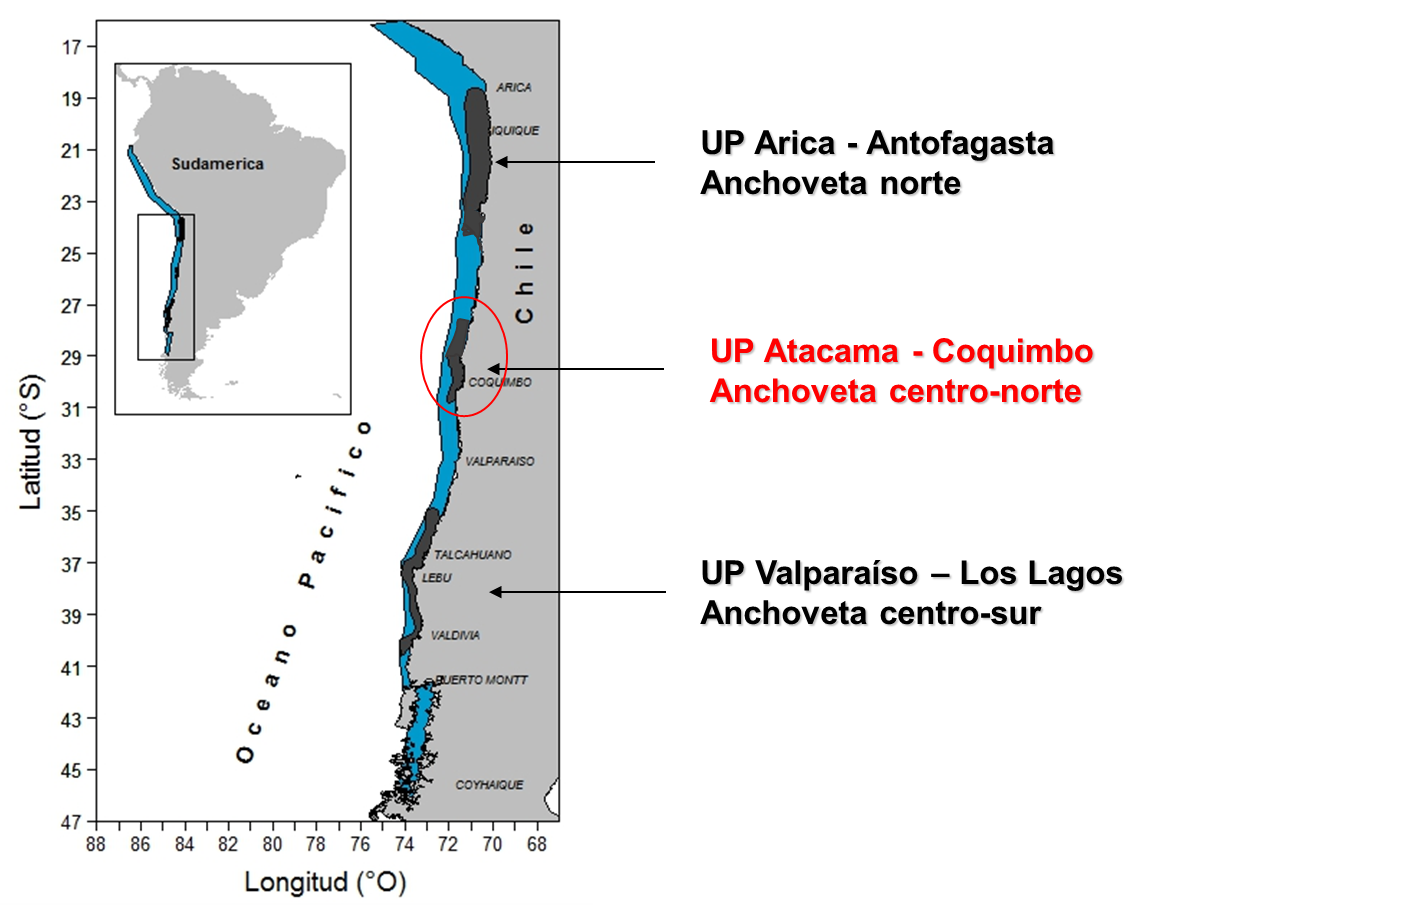 17
19
21
23
25
27
29
31
33
35
37
39
41
43
45
47
Latitud (°S)
88 86 84 82 80 78 76 74 72 70 68
Longitud (°O)
Sudamerica
Oceano Pacifico
Chile
ARICA
IQUIQUE
COQUIMBO
VALPARAISO
TALCAHUANO
LEBU
VALDIVIA
PUERTO MONTT
COYHAIQUE
UP Arica - Antofagasta
Anchoveta norte
UP Atacama - Coquimbo
Anchoveta centro-norte
UP Valparaíso – Los Lagos
Anchoveta centro-sur